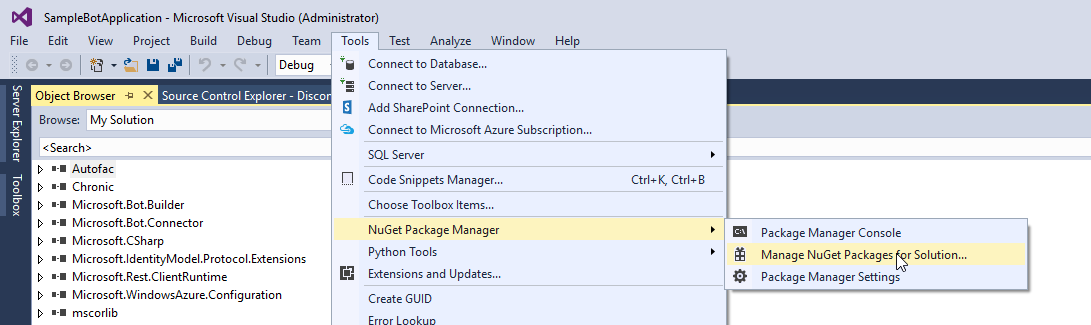 SampleBotApplication - Microsoft Visual Studio (Administrator)
File Edit View Project Build Debug Team Tools Test Analyze Window Help
Debug
Object Browser Source Control Explorer - Discon
Browse: My Solution
<Search>
Autofac
Chronic
Microsoft.Bot.Builder
Microsoft.Bot.Connector
Microsoft.CSharp
Microsoft.IdentityModel.Protocol.Extensions
Microsoft.Rest.ClientRuntime
Microsoft.WindowsAzure.Configuration
mscorlib
Server Explorer
Toolbox
Connect to Database...
Connect to Server...
Add SharePoint Connection...
Connect to Microsoft Azure Subscription...
SQL Server
Code Snippets Manager... Ctrl+K, Ctrl+B
Choose Toolbox Items...
NuGet Package Manager
Python Tools
Extensions and Updates...
Create GUID
Error Lookup
C:\
Package Manager Console
Manage NuGet Packages for Solution...
Package Manager Settings